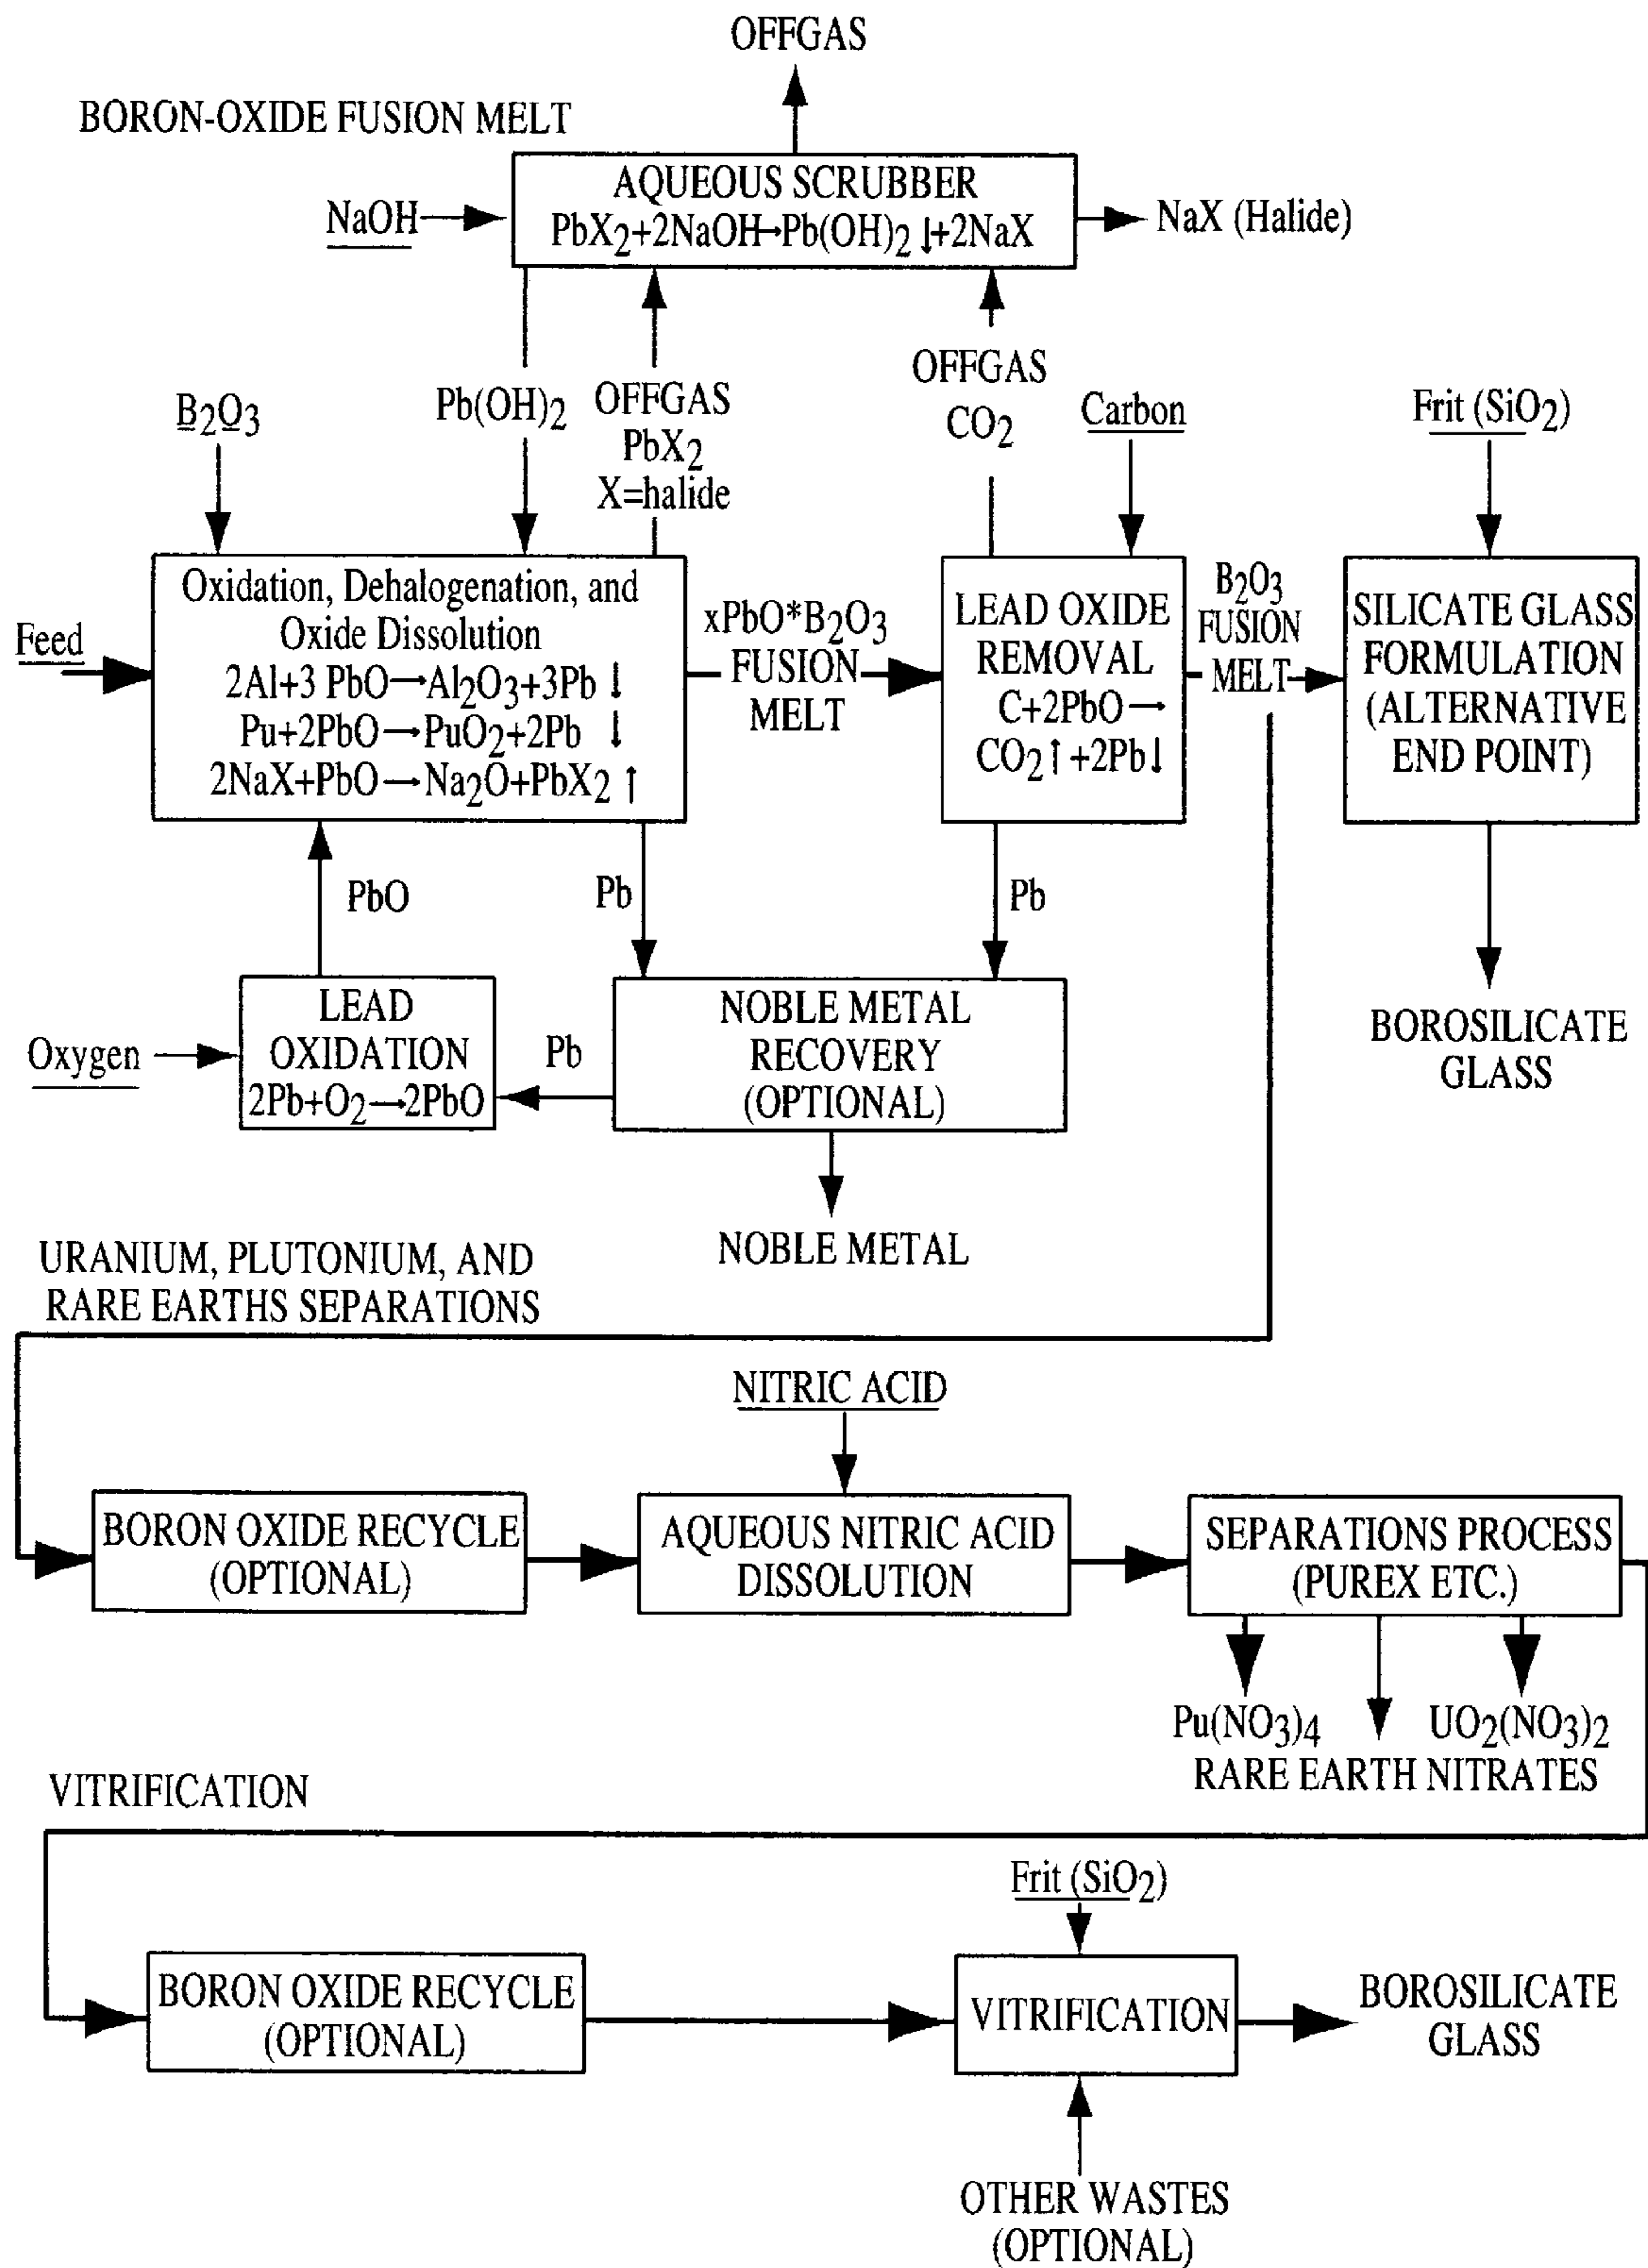 OFFGAS
BORON-OXIDE FUSION MELT
AQUEOUS SCRUBBER
PbX2+2NaOH→Pb(OH)2↓+2NaX
NaOH
NaX (Halide)
B2O3
Pb(OH)2
OFFGAS
PbX2
X=halide
OFFGAS
CO2
Carbon
Frit (SiO2)
Feed
Oxidation, Dehalogenation, and
Oxide Dissolution
2Al+3 PbO→Al2O3+3Pb ↓
Pu+2PbO→PuO2+2Pb ↓
2NaX+PbO→Na2O+PbX2 ↑
xPbO*B2O3
FUSION
MELT
LEAD OXIDE
REMOVAL
C+2PbO→
CO2↑+2Pb↓
B2O3
FUSION
MELT
SILICATE GLASS
FORMULATION
(ALTERNATIVE
END POINT)
PbO
Pb
Pb
Oxygen
LEAD
OXIDATION
2Pb+O2→2PbO
Pb
NOBLE METAL
RECOVERY
(OPTIONAL)
BOROSILICATE
GLASS
NOBLE METAL
URANIUM, PLUTONIUM, AND
RARE EARTHS SEPARATIONS
NITRIC ACID
BORON OXIDE RECYCLE
(OPTIONAL)
AQUEOUS NITRIC ACID
DISSOLUTION
SEPARATIONS PROCESS
(PUREX ETC.)
Pu(NO3)4
UO2(NO3)2
RARE EARTH NITRATES
VITRIFICATION
Frit (SiO2)
BORON OXIDE RECYCLE
(OPTIONAL)
VITRIFICATION
BOROSILICATE
GLASS
OTHER WASTES
(OPTIONAL)